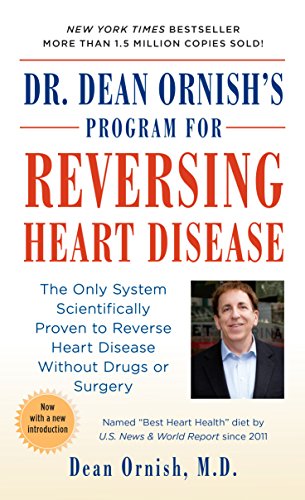 NEW YORK TIMES BESTSELLER
MORE THAN 1.5 MILLION COPIES SOLD!
DR. DEAN ORNISH'S
PROGRAM FOR
REVERSING
HEART DISEASE
The Only System
Scientifically
Proven to Reverse
Heart Disease
Without Drugs or
Surgery
Now
with a new
introduction
Named "Best Heart Health" diet by
U.S. News & World Report since 2011
Dean Ornish, M.D.